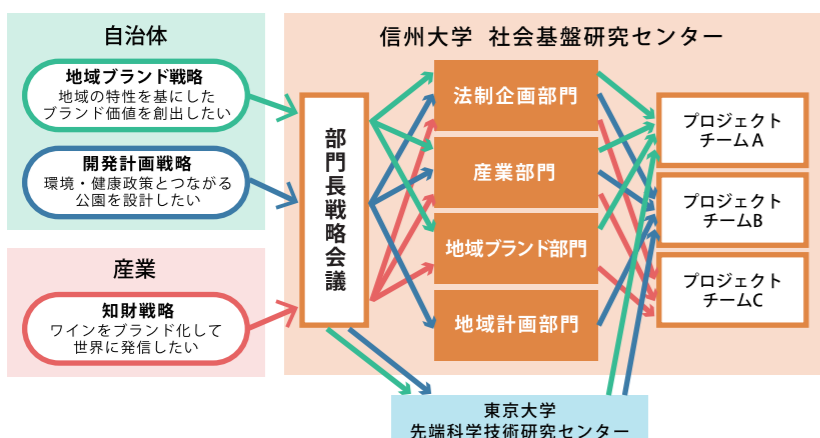 自治体
地域ブランド戦略
地域の特性を基にした
ブランド価値を創出したい
開発計画戦略
環境・健康政策とつながる
公園を設計したい
産業
知財戦略
ワインをブランド化して
世界に発信したい
信州大学 社会基盤研究センター
部門長戦略会議
法制企画部門
産業部門
地域ブランド部門
地域計画部門
プロジェクト
チームA
プロジェクト
チームB
プロジェクト
チームC
東京大学
先端科学技術研究センター